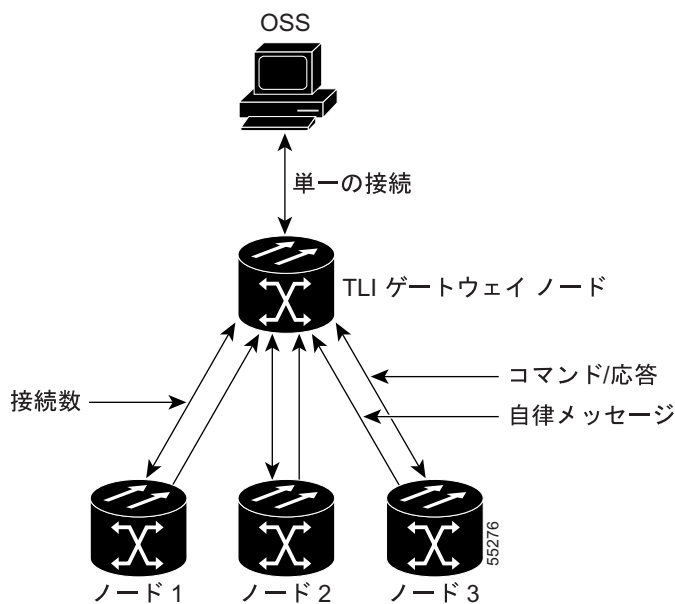 OSS
単一の接続
TLI ゲートウェイ ノード
コマンド/応答
接続数
自律メッセージ
55276
ノード 1
ノード 2
ノード 3